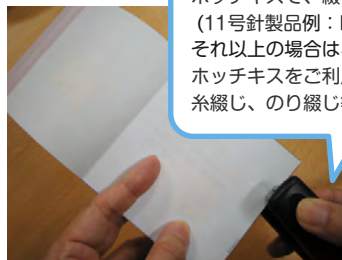 ホッチキスで、綴
(11号針製品例：
それ以上の場合は
ホッチキスをご利
糸綴じ、のり綴じ